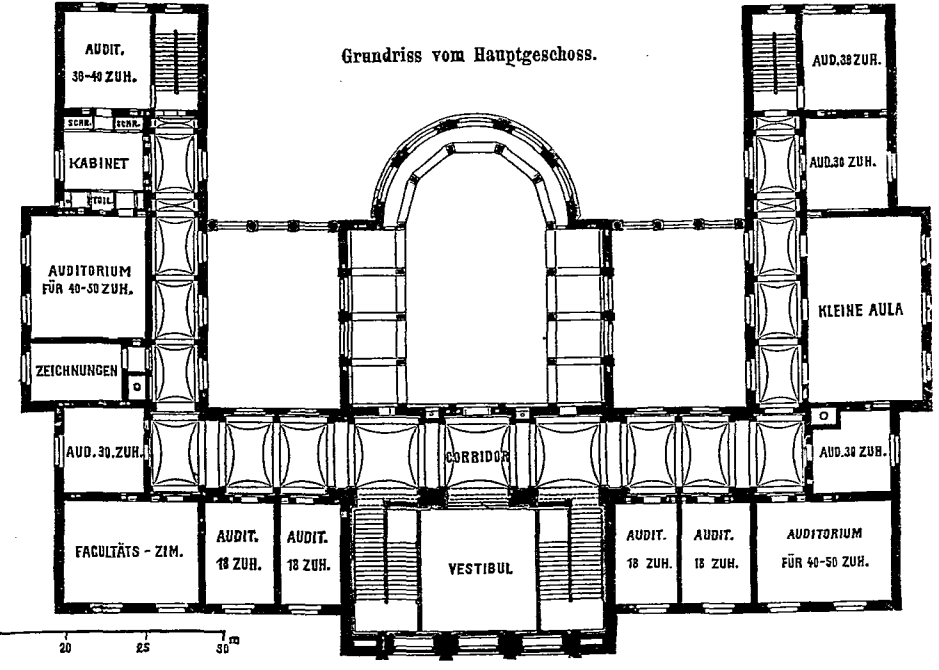 Grundriss vom Hauptgeschoss.
AUDIT.
30-40 ZUH.
AUD. 38 ZUH.
SCHR.
SCHR.
KABINET
AUD. 30 ZUH.
TOIL.
AUDITORIUM
FÜR 40-50 ZUH.
KLEINE AULA
ZEICHNUNGEN
AUD. 30. ZUH.
CORRIDOR
AUD. 30 ZUH.
FACULTÄTS - ZIM.
AUDIT.
18 ZUH.
AUDIT.
18 ZUH.
VESTIBUL
AUDIT.
18 ZUH.
AUDIT.
18 ZUH.
AUDITORIUM
FÜR 40-50 ZUH.
20 25 30 m